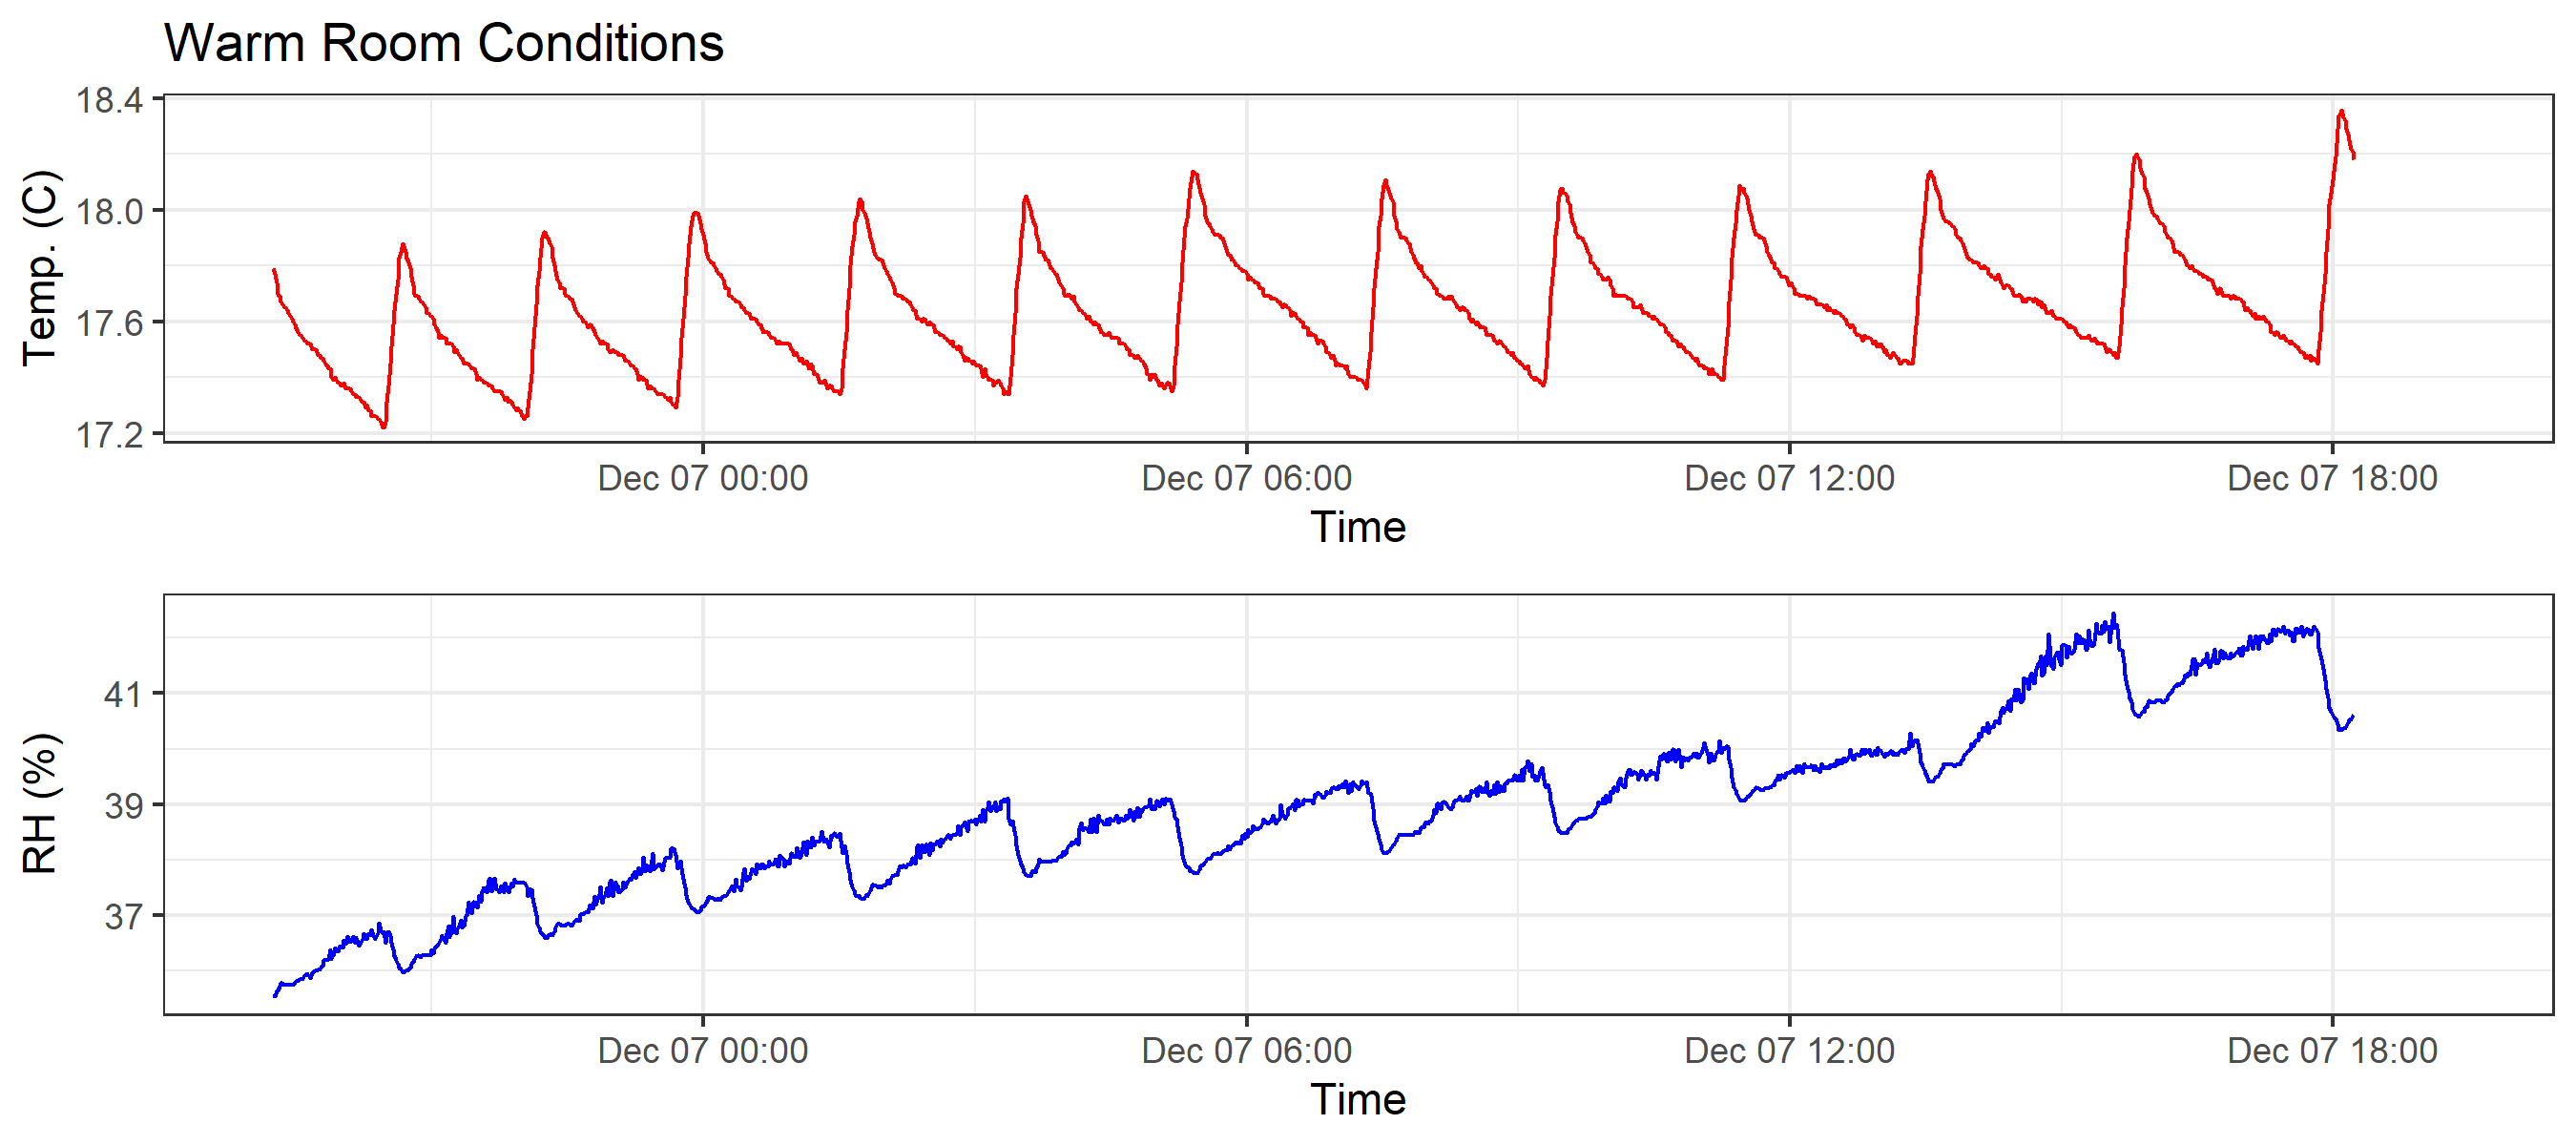 Warm Room Conditions
18.4
18.0
17.6
17.2
Temp. (C)
Dec 07 00:00 Dec 07 06:00 Dec 07 12:00 Dec 07 18:00
Time
41
39
37
RH (%)
Dec 07 00:00 Dec 07 06:00 Dec 07 12:00 Dec 07 18:00
Time